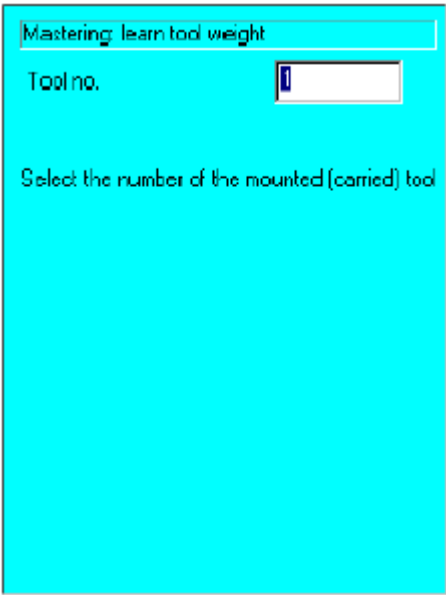 Mastering: learn tool weight
Tool no.
1
Select the number of the mounted (carried) tool